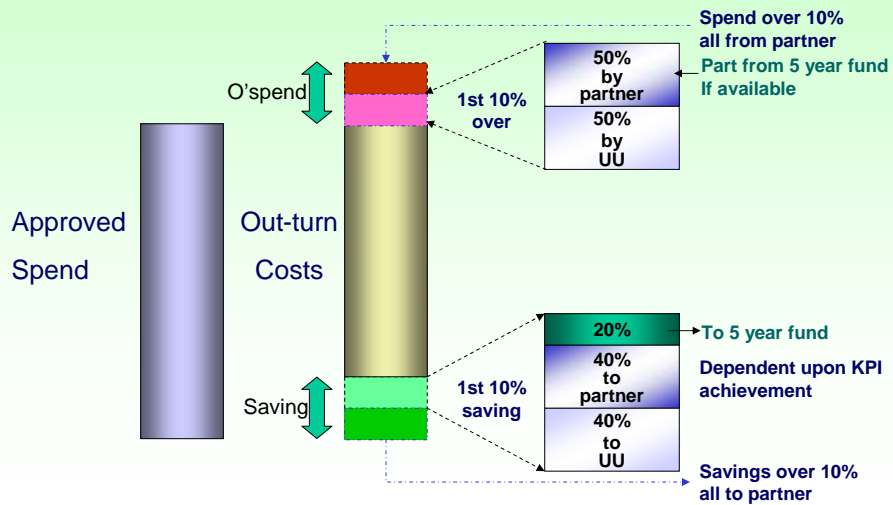 Spend over 10%
all from partner
O'spend
1st 10%
over
50%
by
partner
Part from 5 year fund
If available
50%
by
UU
Approved
Spend
Out-turn
Costs
Saving
1st 10%
saving
20%
To 5 year fund
40%
to
partner
Dependent upon KPI
achievement
40%
to
UU
Savings over 10%
all to partner